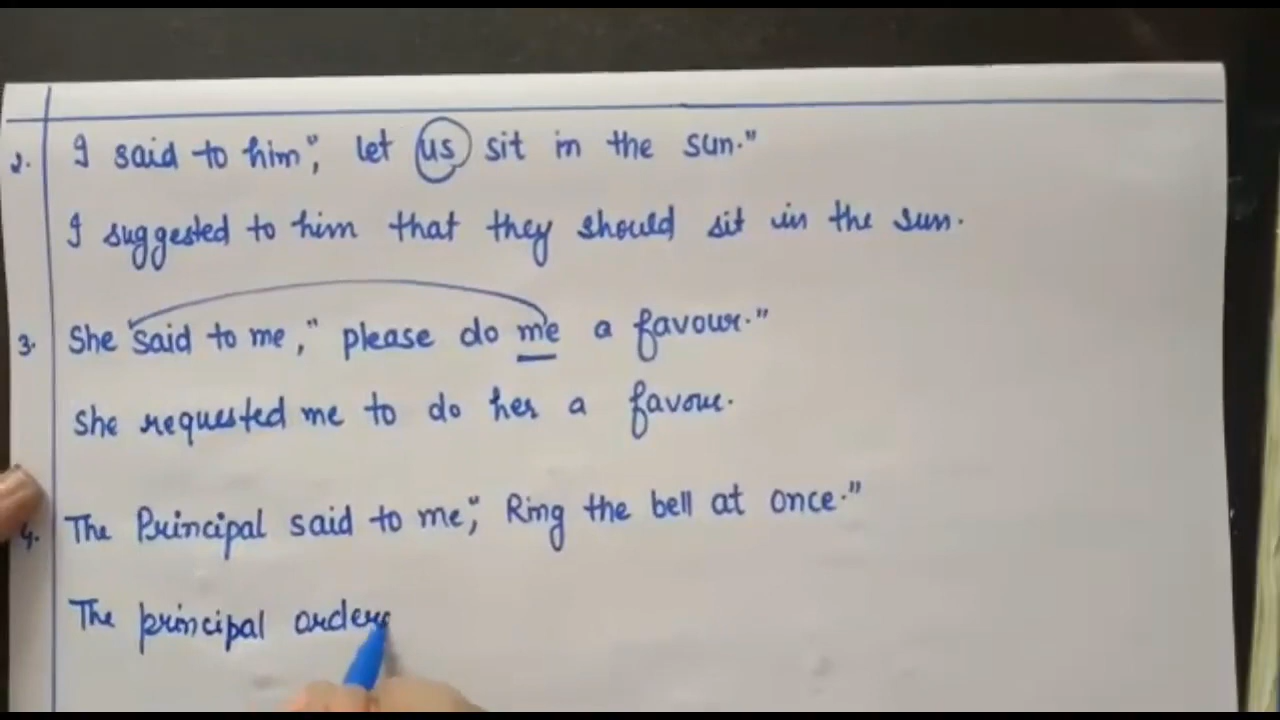 2. I said to him," let us sit in the sun."
I suggested to him that they should sit in the sun.
3. She said to me," please do me a favour."
She requested me to do her a favour.
4. The Principal said to me," Ring the bell at once."
The principal ordere